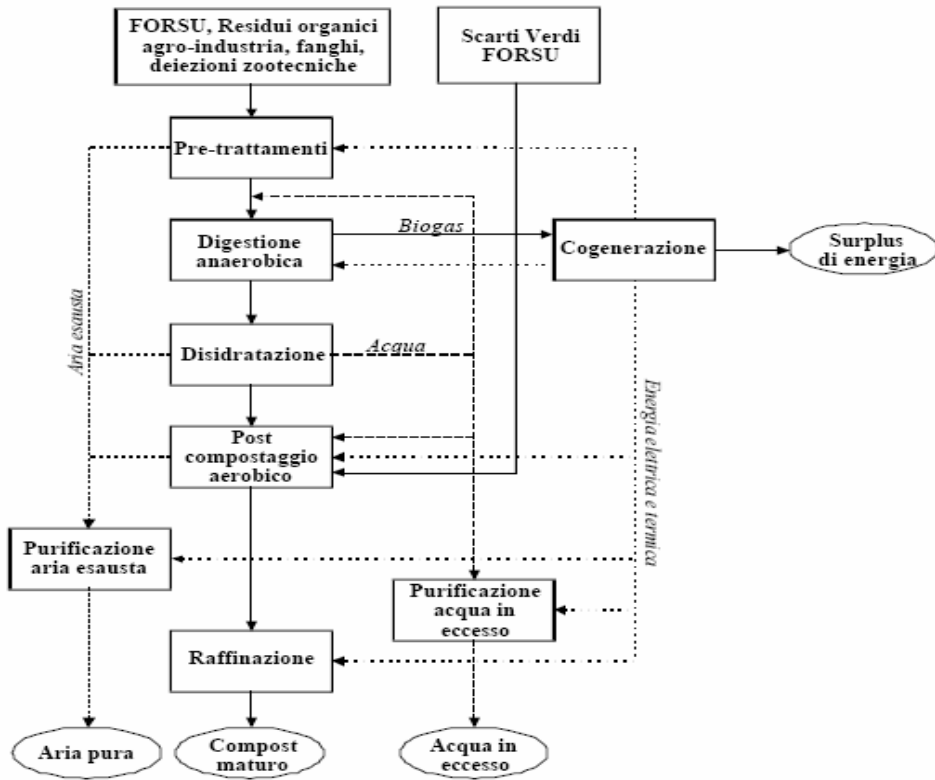 FORSU, Residui organici
agro-industria, fanghi,
deiezioni zootecniche
Scarti Verdi
FORSU
Pre-trattamenti
Biogas
Digestione
anaerobica
Cogenerazione
Surplus
di energia
Aria esausta
Disidratazione
Acqua
Energia elettrica e termica
Post
compostaggio
aerobico
Purificazione
aria esausta
Purificazione
acqua in
eccesso
Raffinazione
Aria pura
Compost
maturo
Acqua in
eccesso